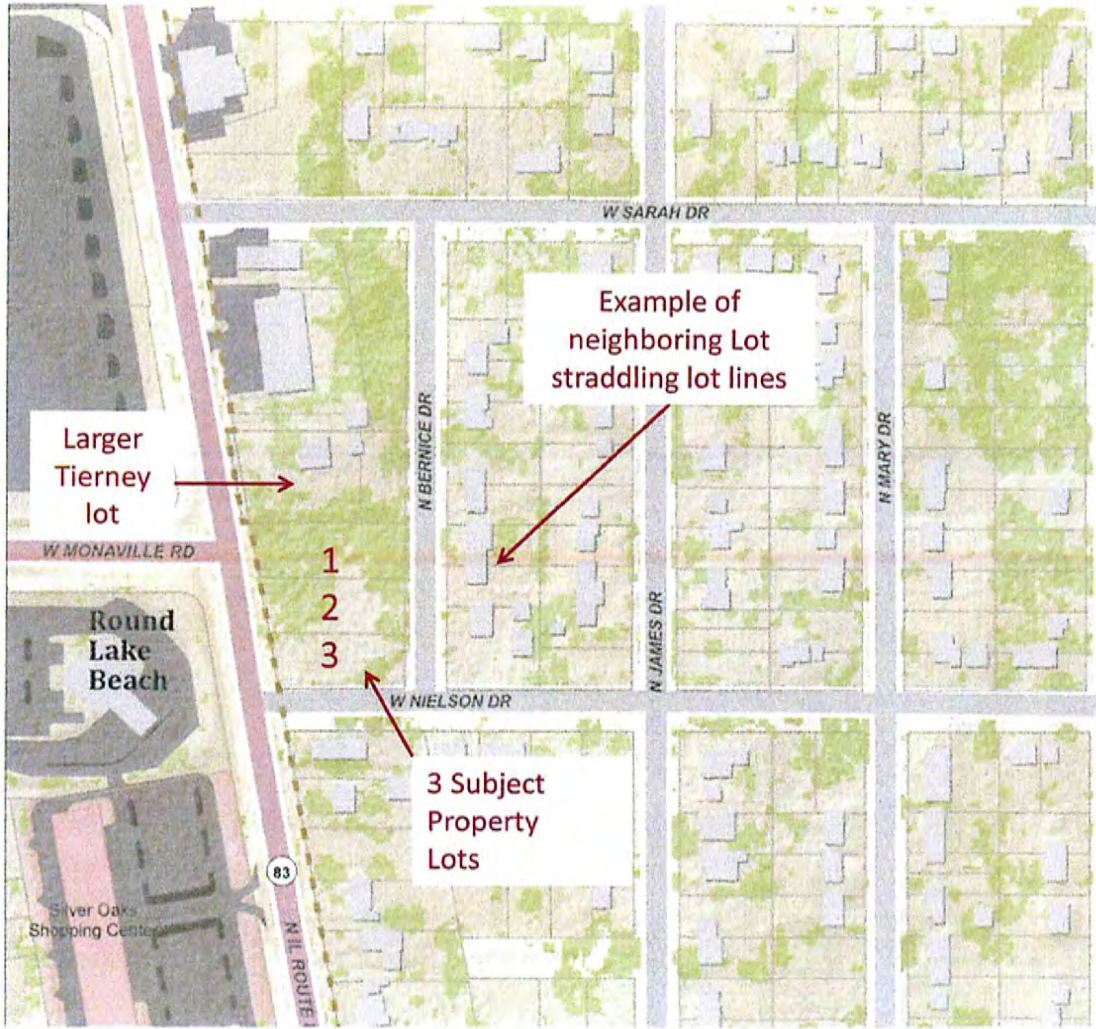 W SARAH DR
Example of
neighboring Lot
straddling lot lines
N BERNICE DR
N MARY DR
Larger
Tierney
lot
W MONAVILLE RD
1
2
3
Round
Lake
Beach
N JAMES DR
W NIELSON DR
3 Subject
Property
Lots
83
Silver Oaks
Shopping Center
N IL ROUTE